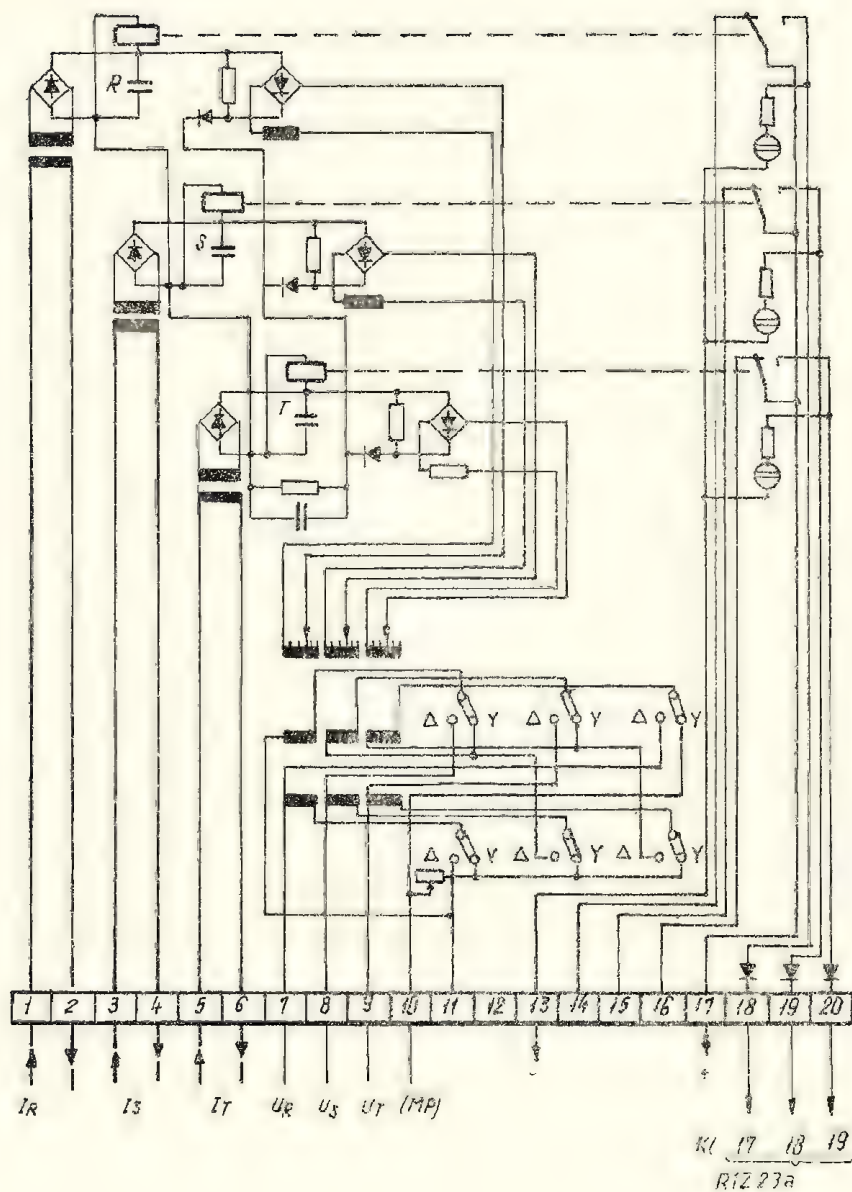 R
S
T
Δ Y Δ Y Δ Y
Δ Y Δ Y Δ Y
1 2 3 4 5 6 7 8 9 10 11 12 13 14 15 16 17 18 19 20
- +
IR IS IT UR US UT (MP)
Kl 17 18 19
RIZ 23a